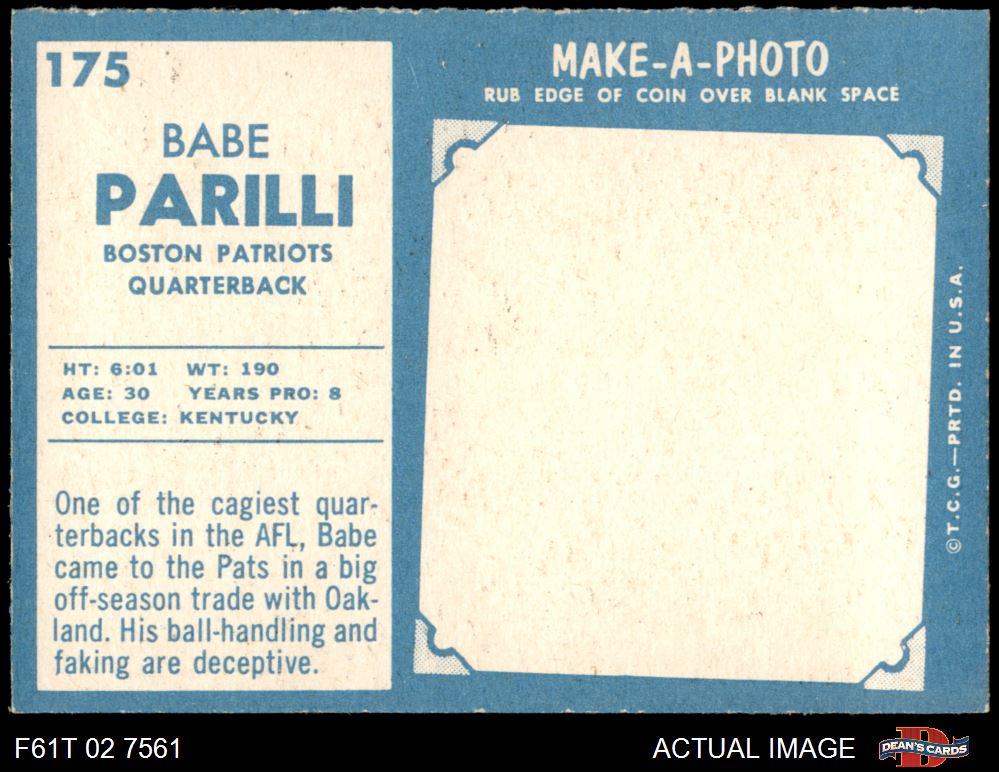 175
BABE
PARILLI
BOSTON PATRIOTS
QUARTERBACK
HT: 6:01 WT: 190
AGE: 30 YEARS PRO: 8
COLLEGE: KENTUCKY
One of the cagiest quar-
terbacks in the AFL, Babe
came to the Pats in a big
off-season trade with Oak-
land. His ball-handling and
faking are deceptive.
MAKE-A-PHOTO
RUB EDGE OF COIN OVER BLANK SPACE
©T.C.G.—PRTD. IN U.S.A.
F61T 02 7561
ACTUAL IMAGE
D
DEAN'S CARDS